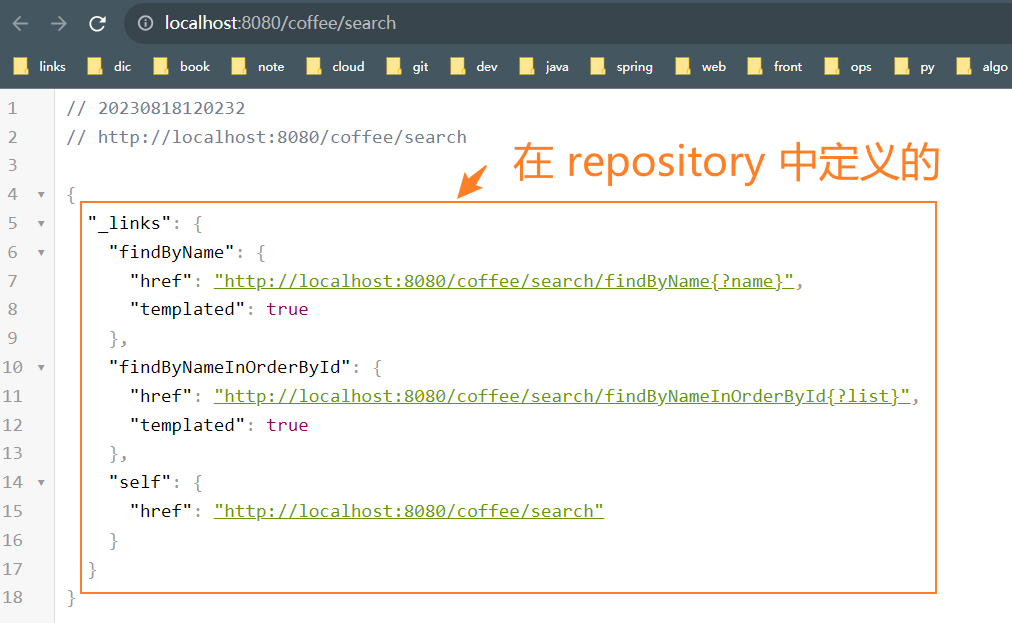 localhost:8080/coffee/search
links dic book note cloud git dev java spring web front ops py algo
1 // 20230818120232
2 // http://localhost:8080/coffee/search
3
在 repository 中定义的
4 {
5 "_links": {
6 "findByName": {
7 "href": "http://localhost:8080/coffee/search/findByName{?name}",
8 "templated": true
9 },
10 "findByNameInOrderById": {
11 "href": "http://localhost:8080/coffee/search/findByNameInOrderById{?list}",
12 "templated": true
13 },
14 "self": {
15 "href": "http://localhost:8080/coffee/search"
16 }
17 }
18 }